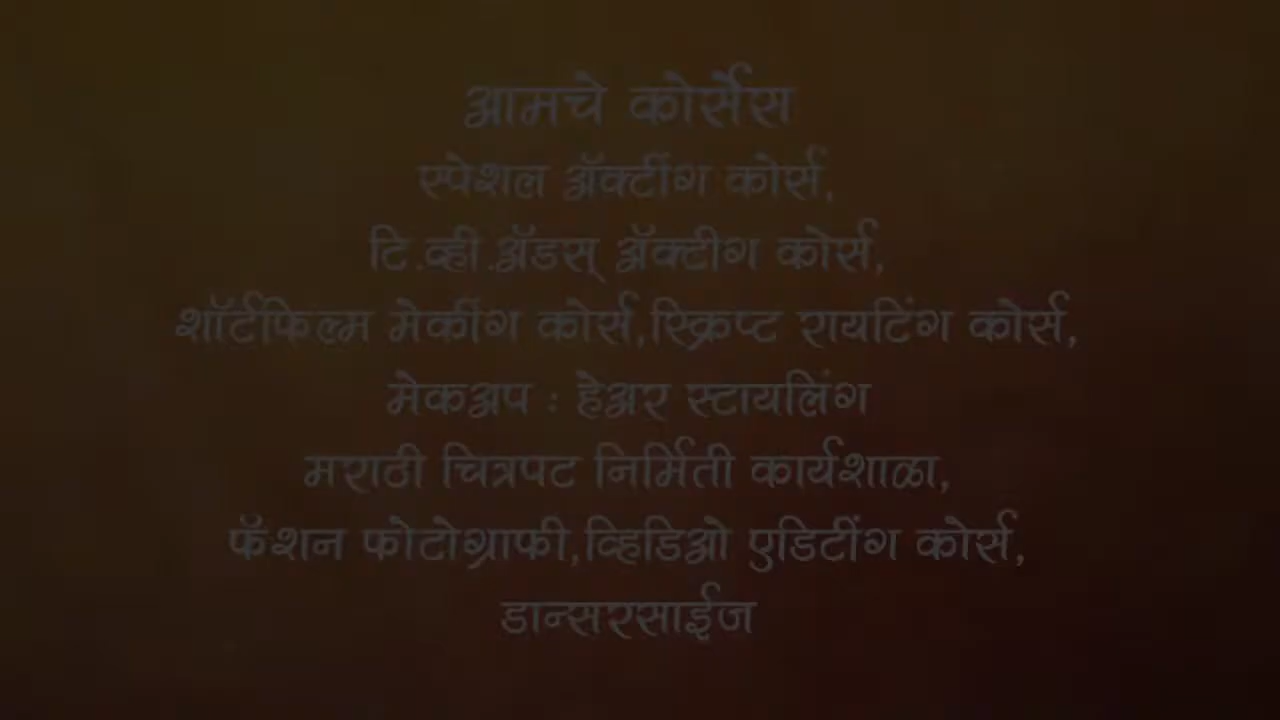 आमचे कोर्सेस
स्पेशल ॲक्टींग कोर्स,
टि.व्ही.ॲडस् ॲक्टीग कोर्स,
शॉर्टफिल्म मेकींग कोर्स,स्क्रिप्ट रायटिंग कोर्स,
मेकअप : हेअर स्टायलिंग
मराठी चित्रपट निर्मिती कार्यशाळा,
फॅशन फोटोग्राफी,व्हिडिओ एडिटींग कोर्स,
डान्सरसाईज